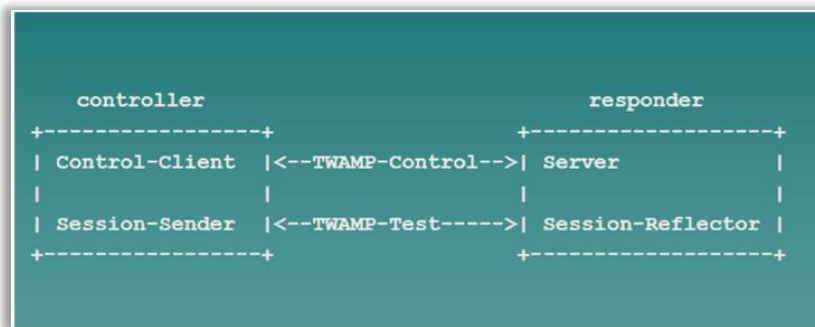 controller                              responder
+-----------------+                   +-------------------+
| Control-Client  |<--TWAMP-Control-->| Server            |
|                 |                   |                   |
| Session-Sender  |<--TWAMP-Test----->| Session-Reflector |
+-----------------+                   +-------------------+